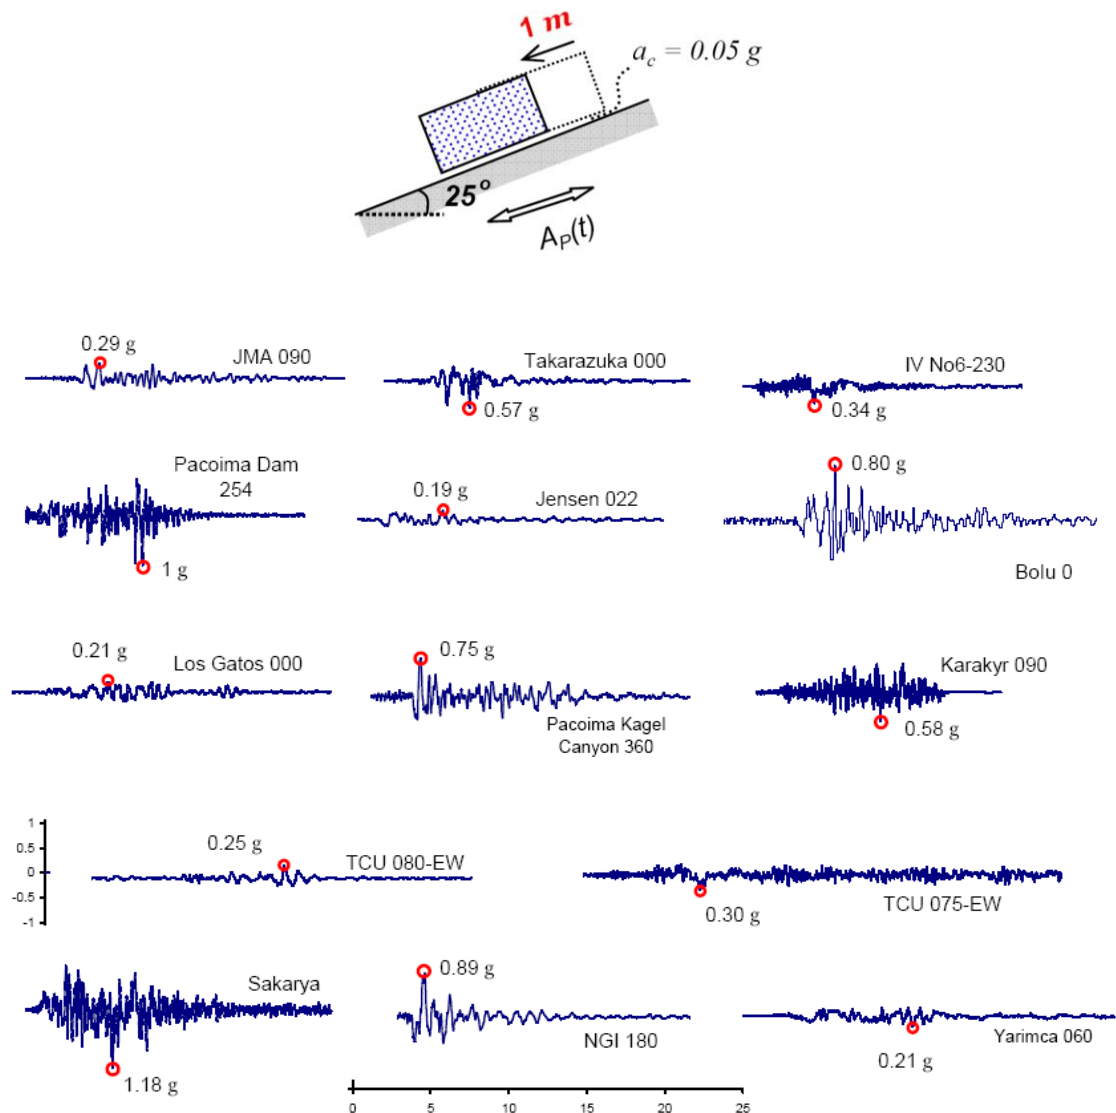 1 m
a_c = 0.05 g
25°
A_P(t)
0.29 g
JMA 090
Takarazuka 000
0.57 g
IV No6-230
0.34 g
Pacoima Dam
254
1 g
0.19 g
Jensen 022
0.80 g
Bolu 0
0.21 g
Los Gatos 000
0.75 g
Pacoima Kagel
Canyon 360
Karakyr 090
0.58 g
1
0.5
0
-0.5
-1
0.25 g
TCU 080-EW
0.30 g
TCU 075-EW
Sakarya
1.18 g
0.89 g
NGI 180
Yarimca 060
0.21 g
0 5 10 15 20 25